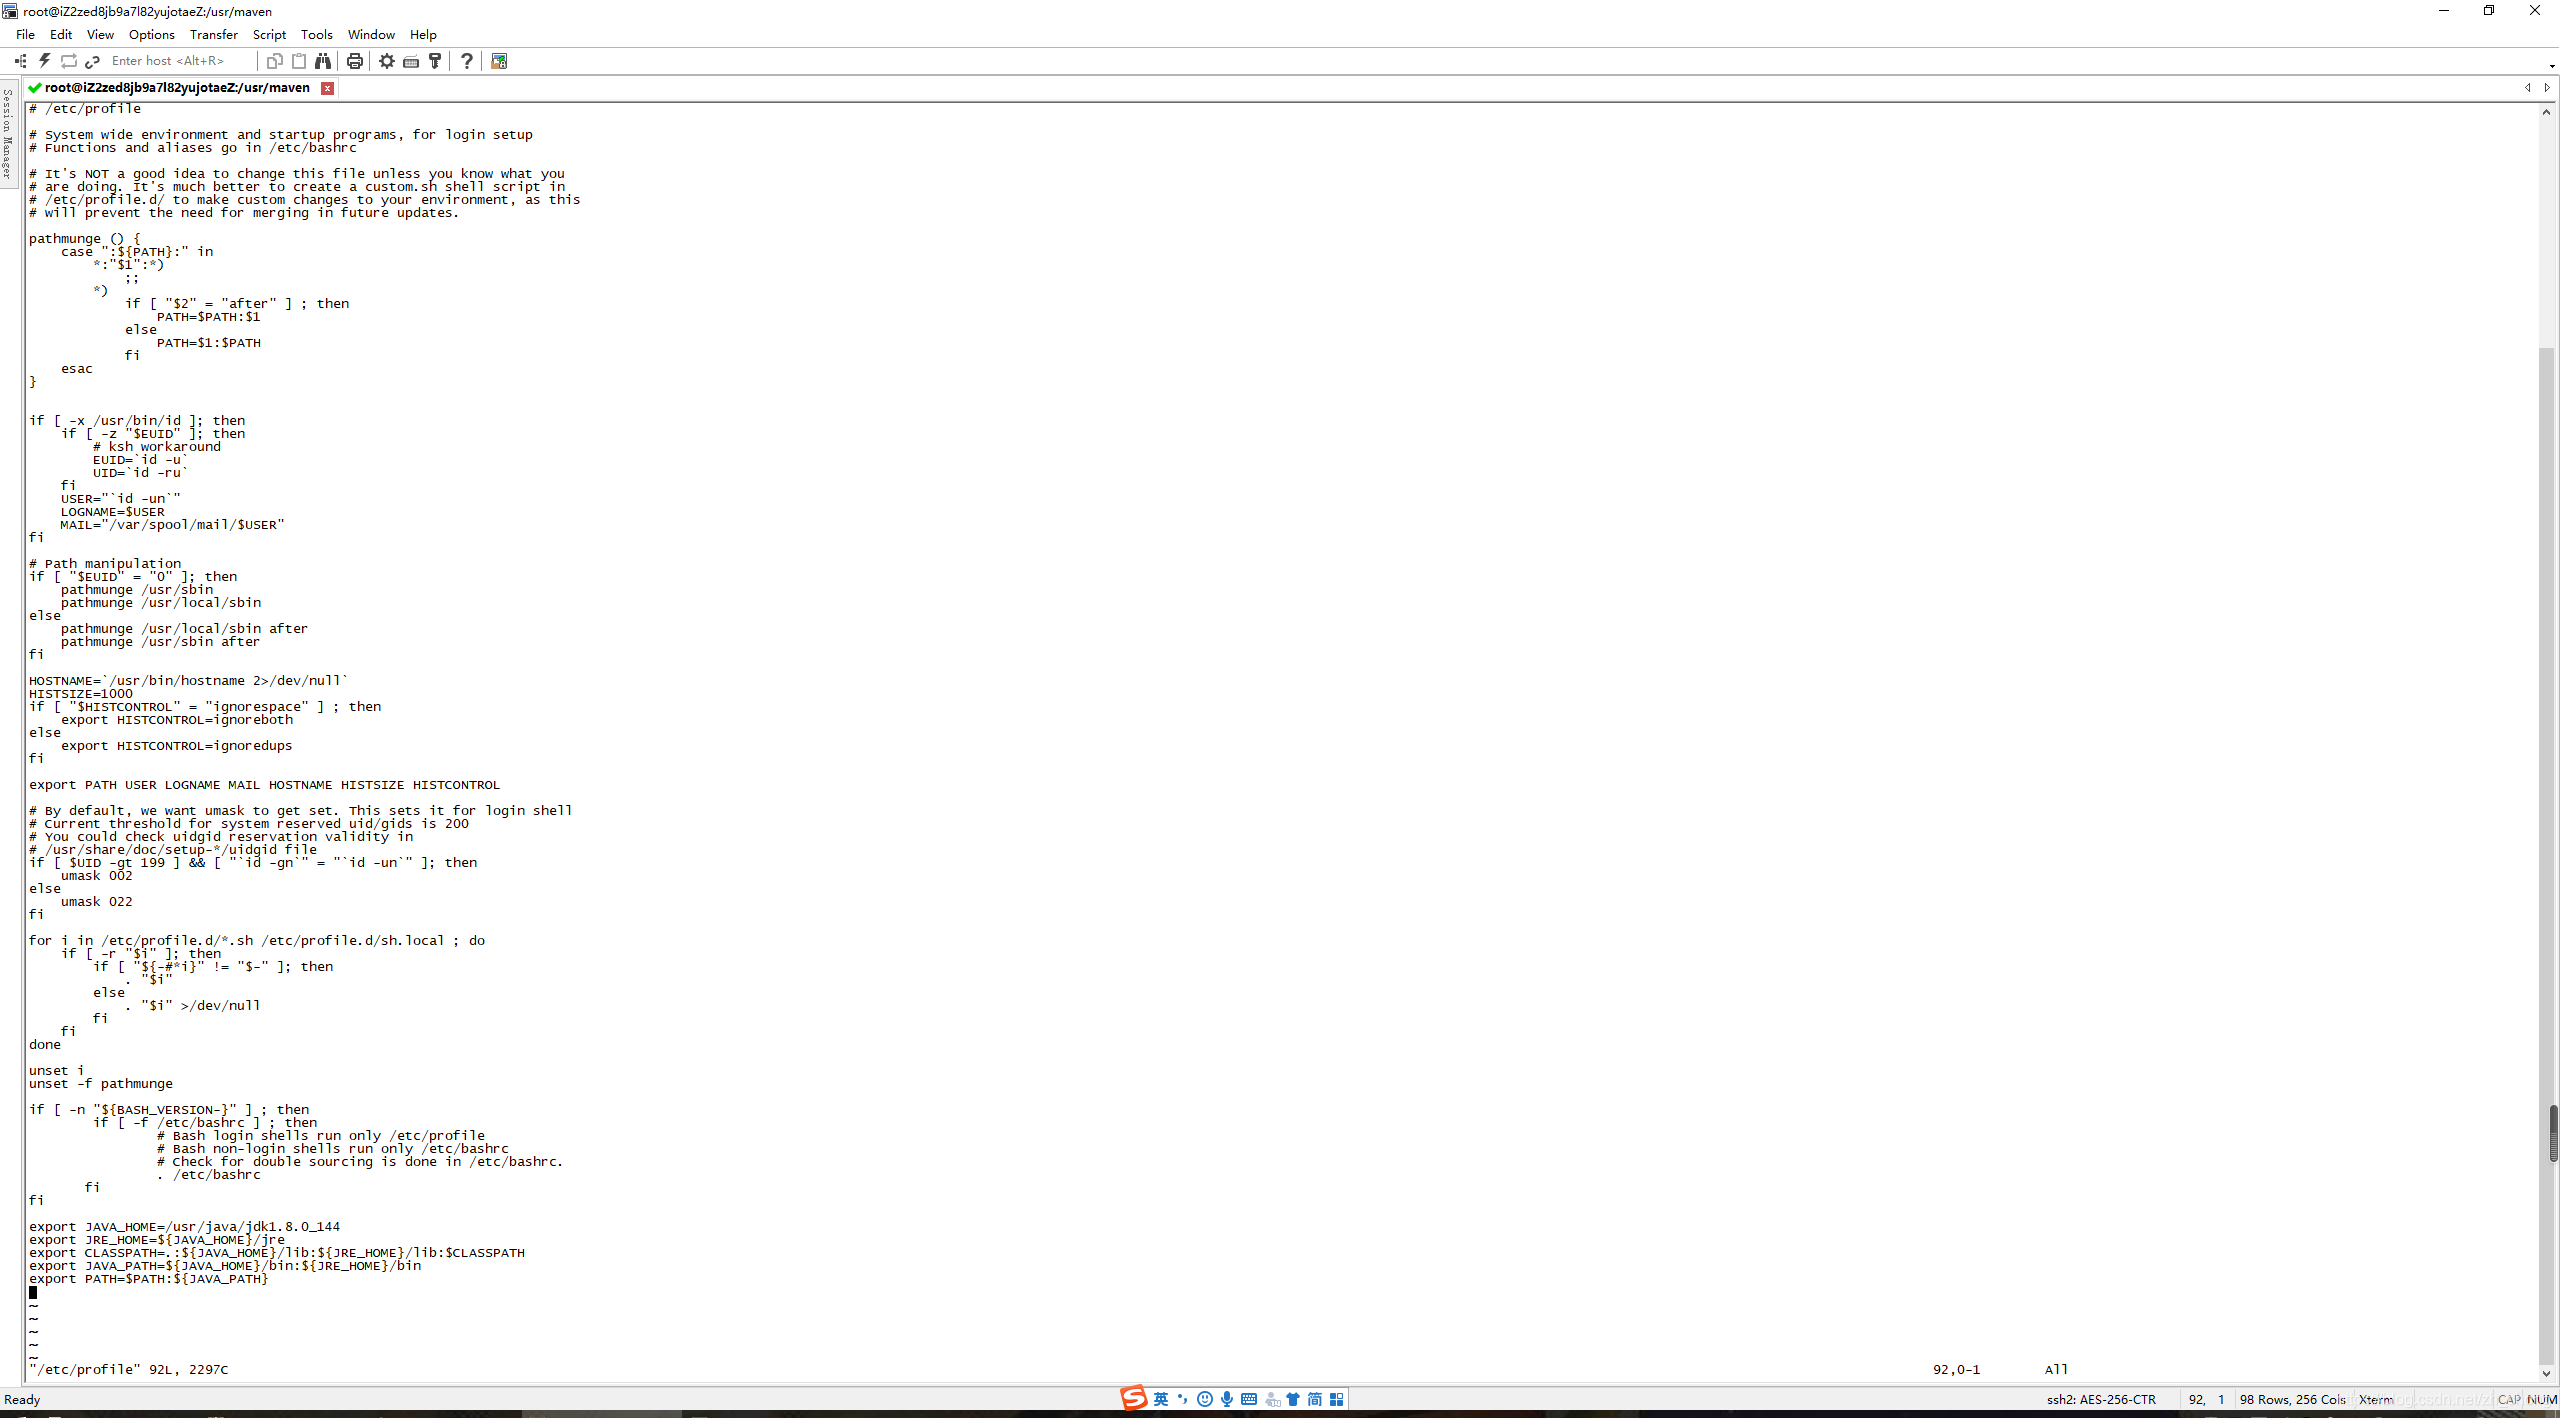 root@iZ2zed8jb9a7l82yujotaeZ:/usr/maven
File Edit View Options Transfer Script Tools Window Help
Enter host <Alt+R>
Session Manager
root@iZ2zed8jb9a7l82yujotaeZ:/usr/maven
# /etc/profile
# System wide environment and startup programs, for login setup
# Functions and aliases go in /etc/bashrc
# It's NOT a good idea to change this file unless you know what you
# are doing. It's much better to create a custom.sh shell script in
# /etc/profile.d/ to make custom changes to your environment, as this
# will prevent the need for merging in future updates.
pathmunge () {
    case ":${PATH}:" in
        *:"$1":*)
            ;;
        *)
            if [ "$2" = "after" ] ; then
                PATH=$PATH:$1
            else
                PATH=$1:$PATH
            fi
    esac
}
if [ -x /usr/bin/id ]; then
    if [ -z "$EUID" ]; then
        # ksh workaround
        EUID=`id -u`
        UID=`id -ru`
    fi
    USER="`id -un`"
    LOGNAME=$USER
    MAIL="/var/spool/mail/$USER"
fi
# Path manipulation
if [ "$EUID" = "0" ]; then
    pathmunge /usr/sbin
    pathmunge /usr/local/sbin
else
    pathmunge /usr/local/sbin after
    pathmunge /usr/sbin after
fi
HOSTNAME=`/usr/bin/hostname 2>/dev/null`
HISTSIZE=1000
if [ "$HISTCONTROL" = "ignorespace" ] ; then
    export HISTCONTROL=ignoreboth
else
    export HISTCONTROL=ignoredups
fi
export PATH USER LOGNAME MAIL HOSTNAME HISTSIZE HISTCONTROL
# By default, we want umask to get set. This sets it for login shell
# Current threshold for system reserved uid/gids is 200
# You could check uidgid reservation validity in
# /usr/share/doc/setup-*/uidgid file
if [ $UID -gt 199 ] && [ "`id -gn`" = "`id -un`" ]; then
    umask 002
else
    umask 022
fi
for i in /etc/profile.d/*.sh /etc/profile.d/sh.local ; do
    if [ -r "$i" ]; then
        if [ "${-#*i}" != "$-" ]; then
            . "$i"
        else
            . "$i" >/dev/null
        fi
    fi
done
unset i
unset -f pathmunge
if [ -n "${BASH_VERSION-}" ] ; then
        if [ -f /etc/bashrc ] ; then
                # Bash login shells run only /etc/profile
                # Bash non-login shells run only /etc/bashrc
                # Check for double sourcing is done in /etc/bashrc.
                . /etc/bashrc
       fi
fi
export JAVA_HOME=/usr/java/jdk1.8.0_144
export JRE_HOME=${JAVA_HOME}/jre
export CLASSPATH=.:${JAVA_HOME}/lib:${JRE_HOME}/lib:$CLASSPATH
export JAVA_PATH=${JAVA_HOME}/bin:${JRE_HOME}/bin
export PATH=$PATH:${JAVA_PATH}
~
~
~
~
~
"/etc/profile" 92L, 2297C 92,0-1 All
Ready 英 简 ssh2: AES-256-CTR 92, 1 98 Rows, 256 Cols Xterm CAP NUM